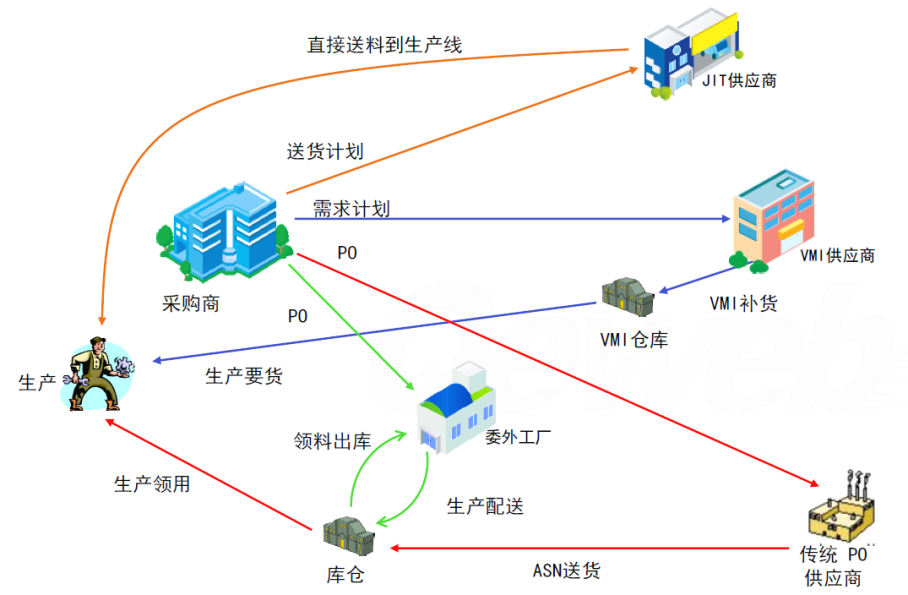 直接送料到生产线
JIT供应商
送货计划
需求计划
PO
VMI供应商
采购商
VMI补货
PO
VMI仓库
生产要货
生产
领料出库
委外工厂
生产领用
生产配送
库仓
ASN送货
传统 PO
供应商